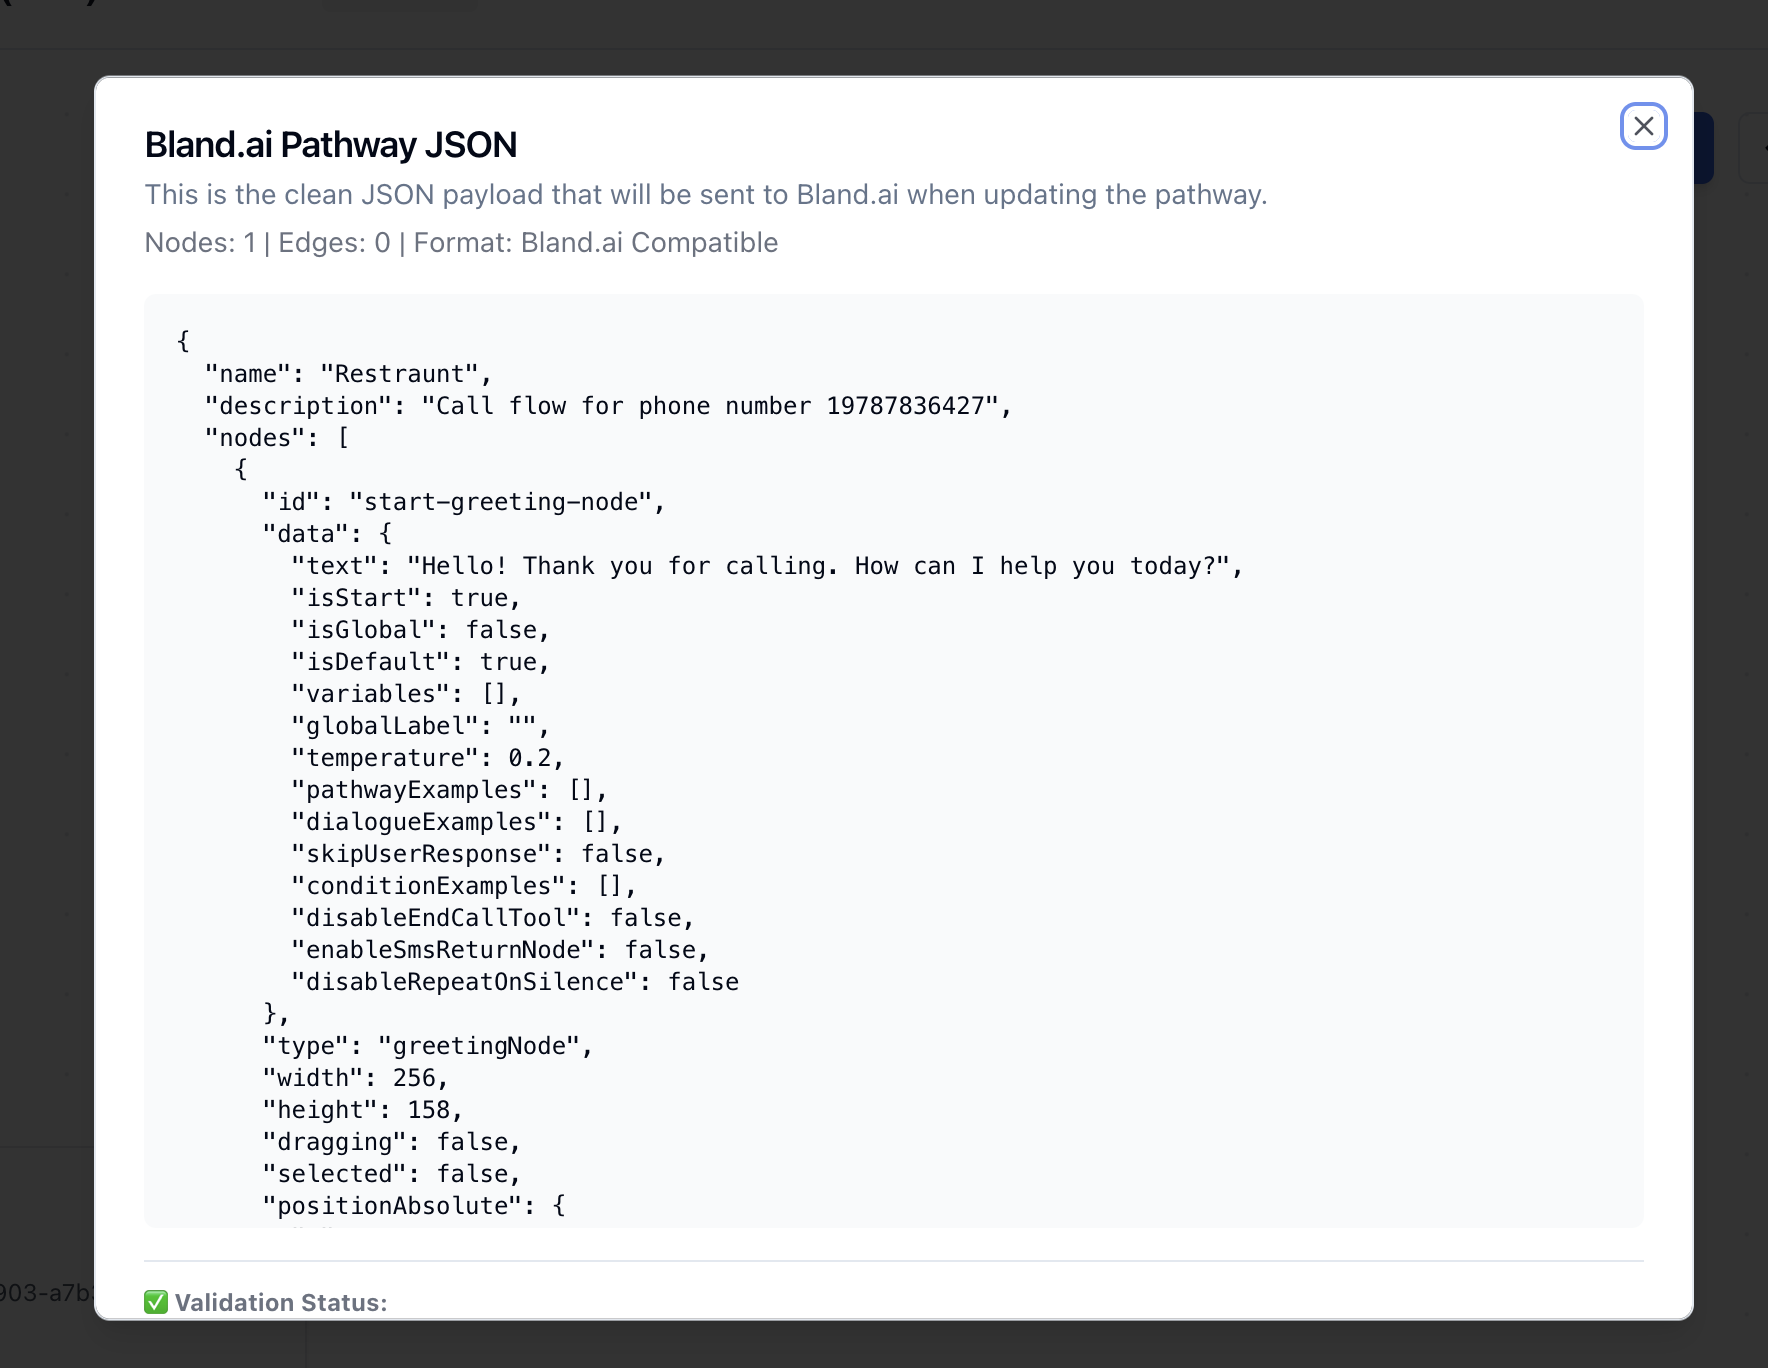 Bland.ai Pathway JSON
This is the clean JSON payload that will be sent to Bland.ai when updating the pathway.
Nodes: 1 | Edges: 0 | Format: Bland.ai Compatible
{
  "name": "Restraunt",
  "description": "Call flow for phone number 19787836427",
  "nodes": [
    {
      "id": "start-greeting-node",
      "data": {
        "text": "Hello! Thank you for calling. How can I help you today?",
        "isStart": true,
        "isGlobal": false,
        "isDefault": true,
        "variables": [],
        "globalLabel": "",
        "temperature": 0.2,
        "pathwayExamples": [],
        "dialogueExamples": [],
        "skipUserResponse": false,
        "conditionExamples": [],
        "disableEndCallTool": false,
        "enableSmsReturnNode": false,
        "disableRepeatOnSilence": false
      },
      "type": "greetingNode",
      "width": 256,
      "height": 158,
      "dragging": false,
      "selected": false,
      "positionAbsolute": {
903-a7b
✅ Validation Status: